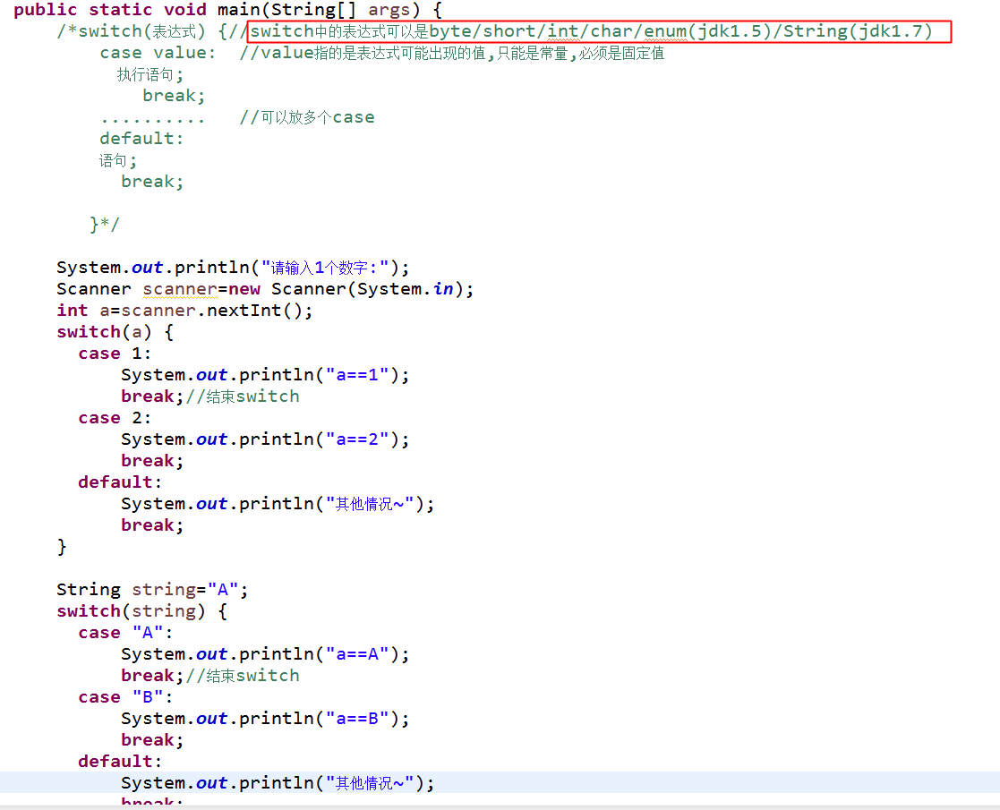 public static void main(String[] args) {
/*switch(表达式) {//switch中的表达式可以是byte/short/int/char/enum(jdk1.5)/String(jdk1.7)
case value:  //value指的是表达式可能出现的值,只能是常量,必须是固定值
执行语句;
break;
..........   //可以放多个case
default:
语句;
break;
}*/
System.out.println("请输入1个数字:");
Scanner scanner=new Scanner(System.in);
int a=scanner.nextInt();
switch(a) {
case 1:
System.out.println("a==1");
break;//结束switch
case 2:
System.out.println("a==2");
break;
default:
System.out.println("其他情况~");
break;
}
String string="A";
switch(string) {
case "A":
System.out.println("a==A");
break;//结束switch
case "B":
System.out.println("a==B");
break;
default:
System.out.println("其他情况~");
break;